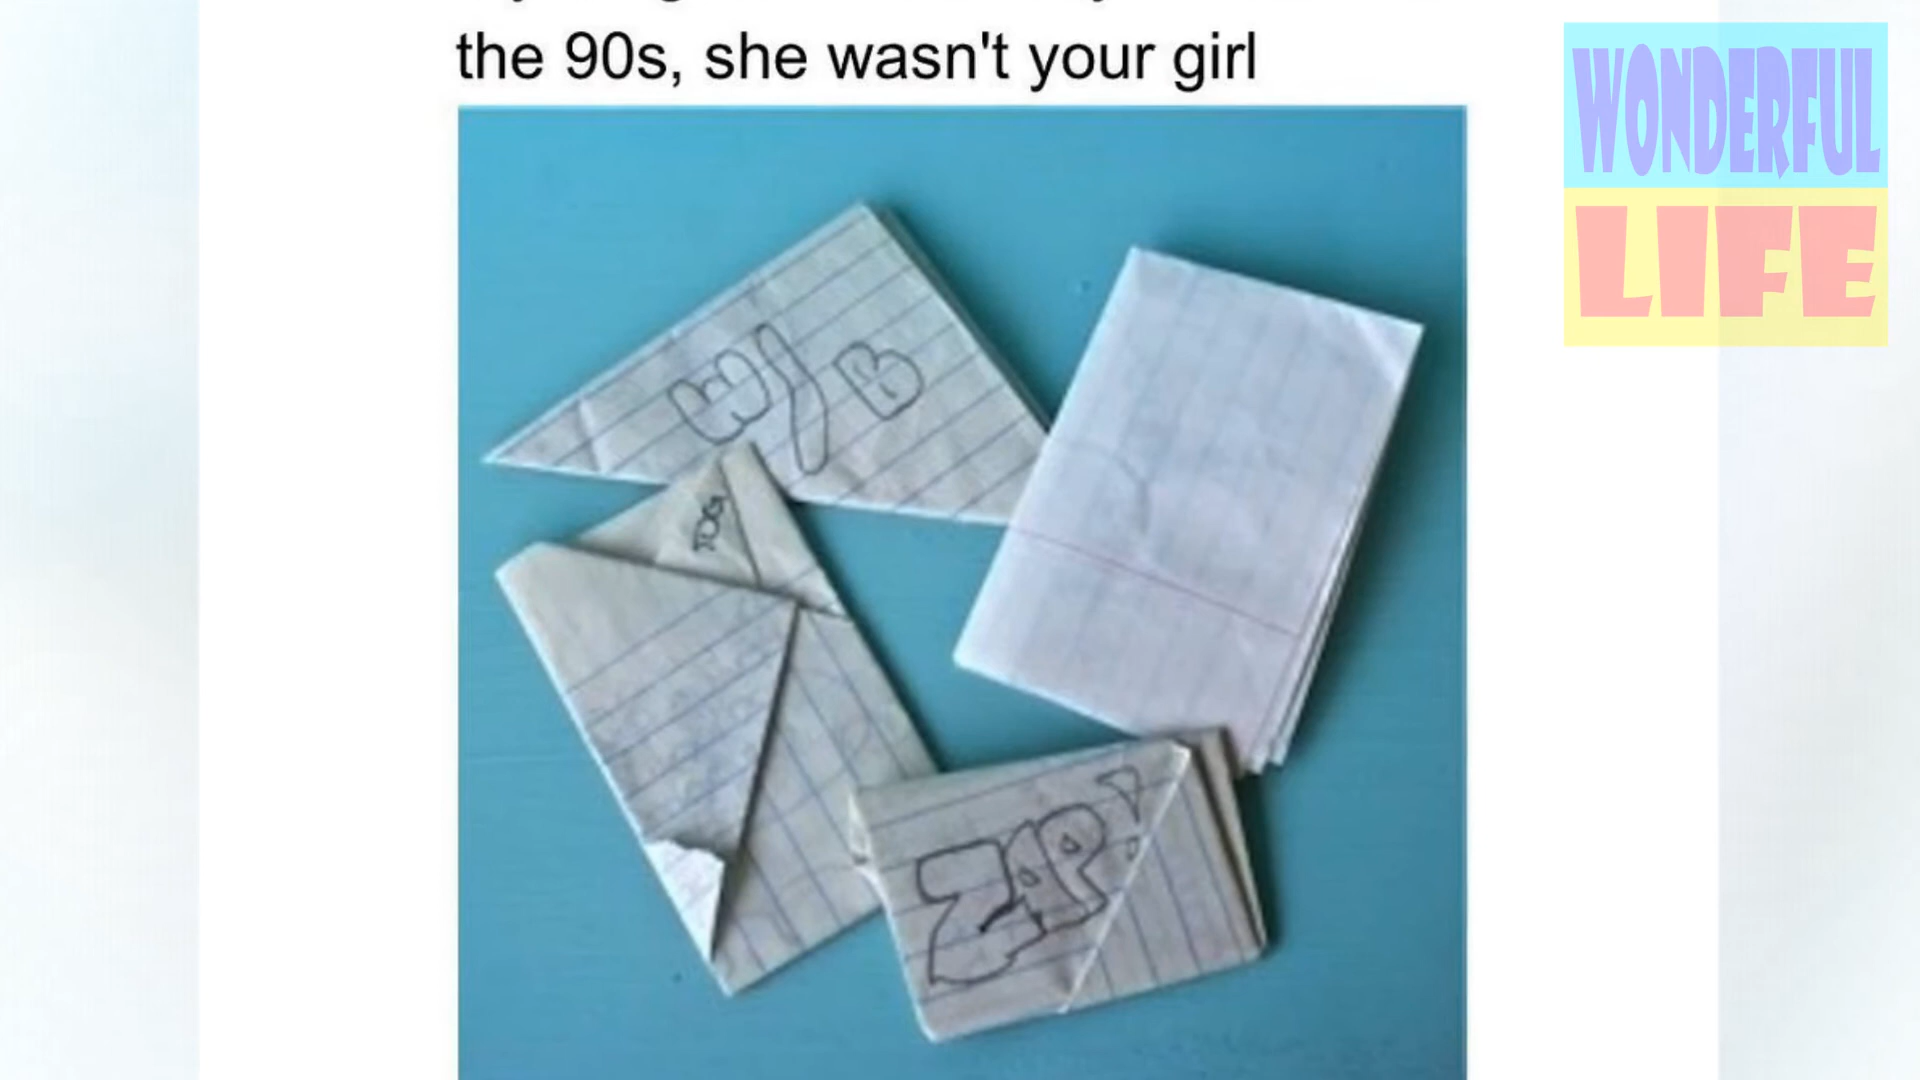 the 90s, she wasn't your girl
WONDERFUL
LIFE
W/B
ZAP!